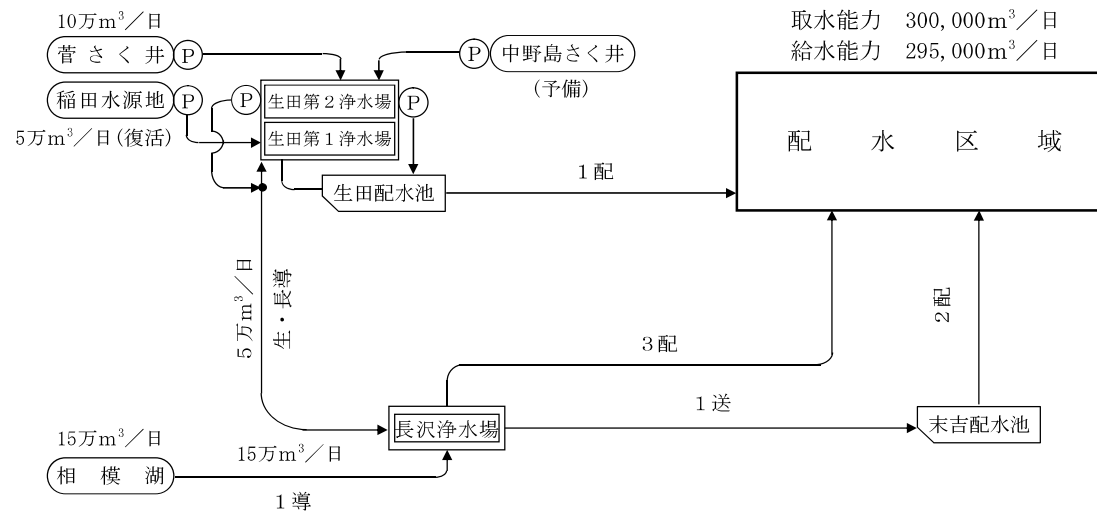 10万m³／日
菅さく井
P
P
中野島さく井
(予備)
取水能力　300,000m³／日
給水能力　295,000m³／日
稲田水源地
P
P
生田第２浄水場
P
5万m³／日(復活)
生田第１浄水場
配水区域
生田配水池
１配
５万m³／日
生・長導
２配
３配
長沢浄水場
１送
末吉配水池
15万m³／日
15万m³／日
相模湖
１導